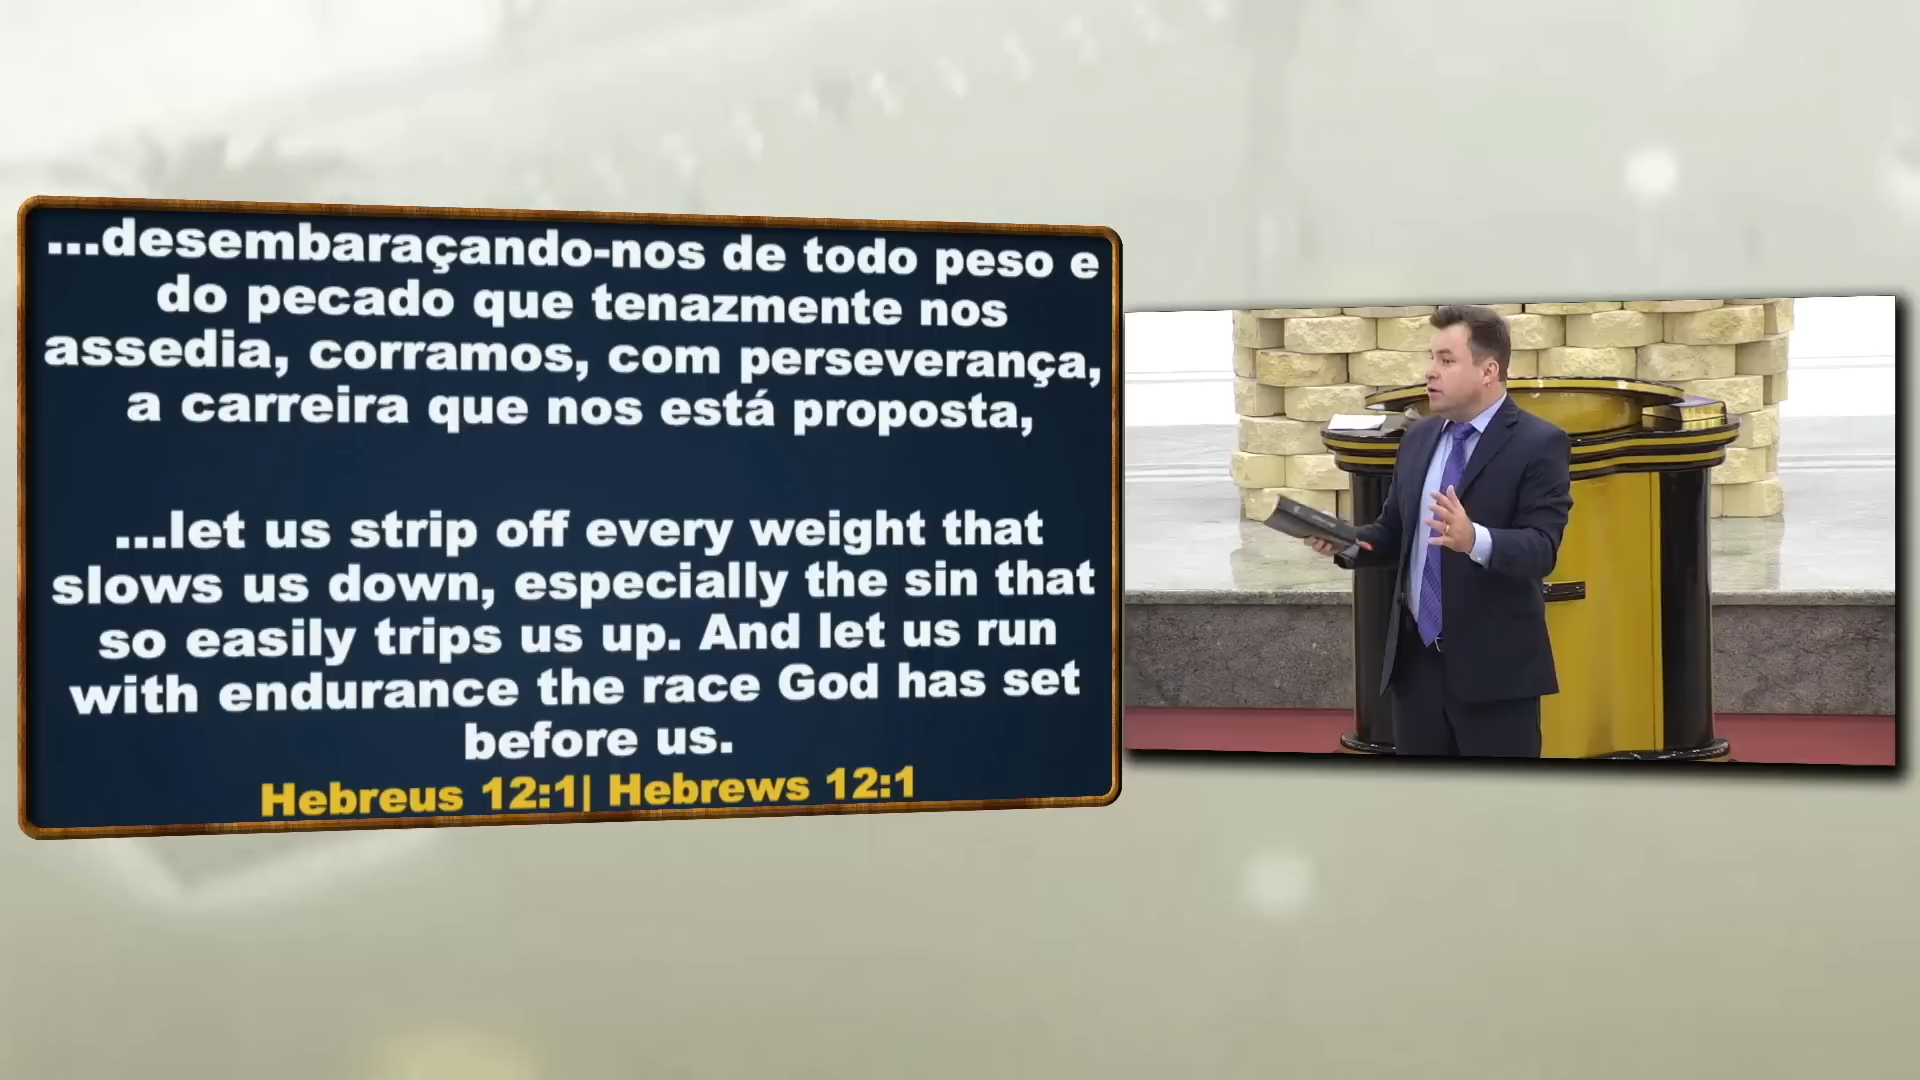 ...desembaraçando-nos de todo peso e
do pecado que tenazmente nos
assedia, corramos, com perseverança,
a carreira que nos está proposta,
...let us strip off every weight that
slows us down, especially the sin that
so easily trips us up. And let us run
with endurance the race God has set
before us.
Hebreus 12:1| Hebrews 12:1